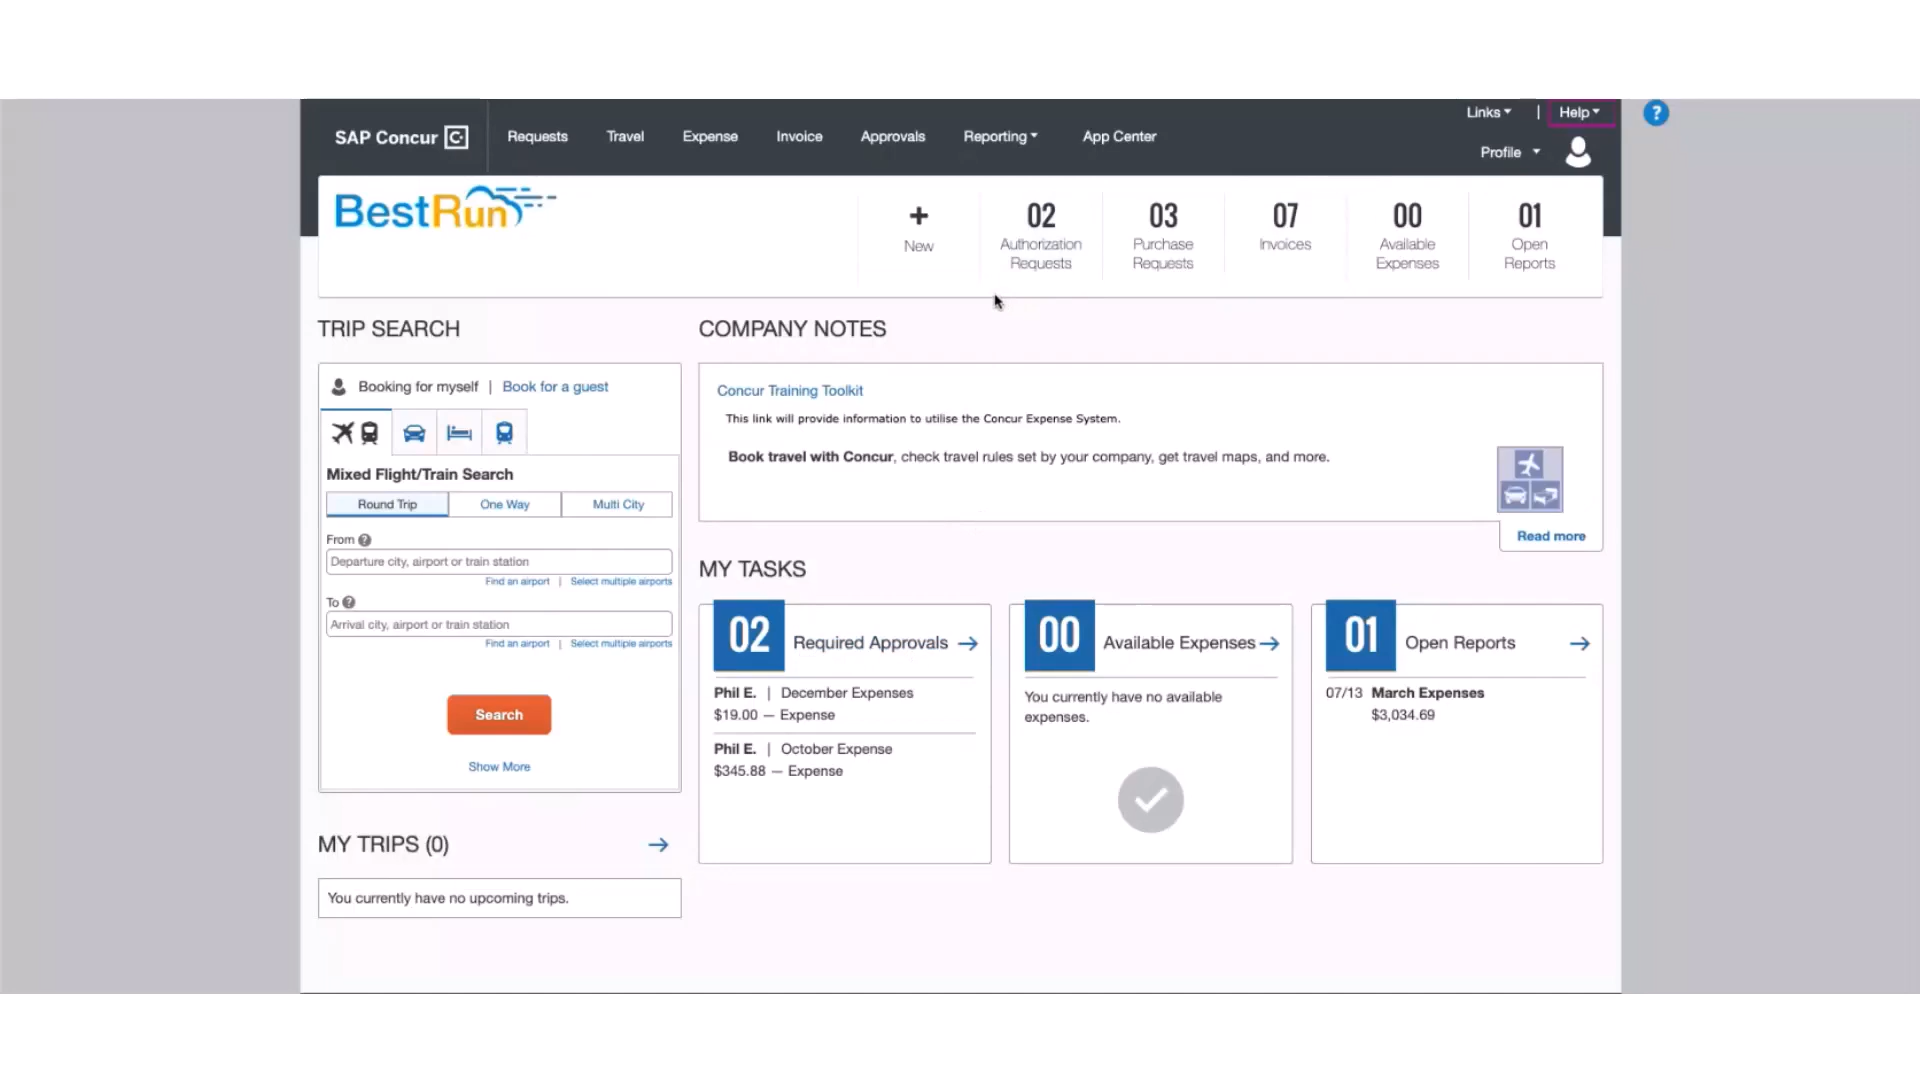 SAP Concur C
Requests
Travel
Expense
Invoice
Approvals
Reporting
App Center
Links
|
Help
?
Profile
BestRun
+
New
02
Authorization
Requests
03
Purchase
Requests
07
Invoices
00
Available
Expenses
01
Open
Reports
TRIP SEARCH
Booking for myself | Book for a guest
Mixed Flight/Train Search
Round Trip
One Way
Multi City
From ?
Departure city, airport or train station
Find an airport | Select multiple airports
To ?
Arrival city, airport or train station
Find an airport | Select multiple airports
Search
Show More
MY TRIPS (0)
You currently have no upcoming trips.
COMPANY NOTES
Concur Training Toolkit
This link will provide information to utilise the Concur Expense System.
Book travel with Concur, check travel rules set by your company, get travel maps, and more.
Read more
MY TASKS
02 Required Approvals
Phil E. | December Expenses
$19.00 — Expense
Phil E. | October Expense
$345.88 — Expense
00 Available Expenses
You currently have no available
expenses.
01 Open Reports
07/13 March Expenses
$3,034.69